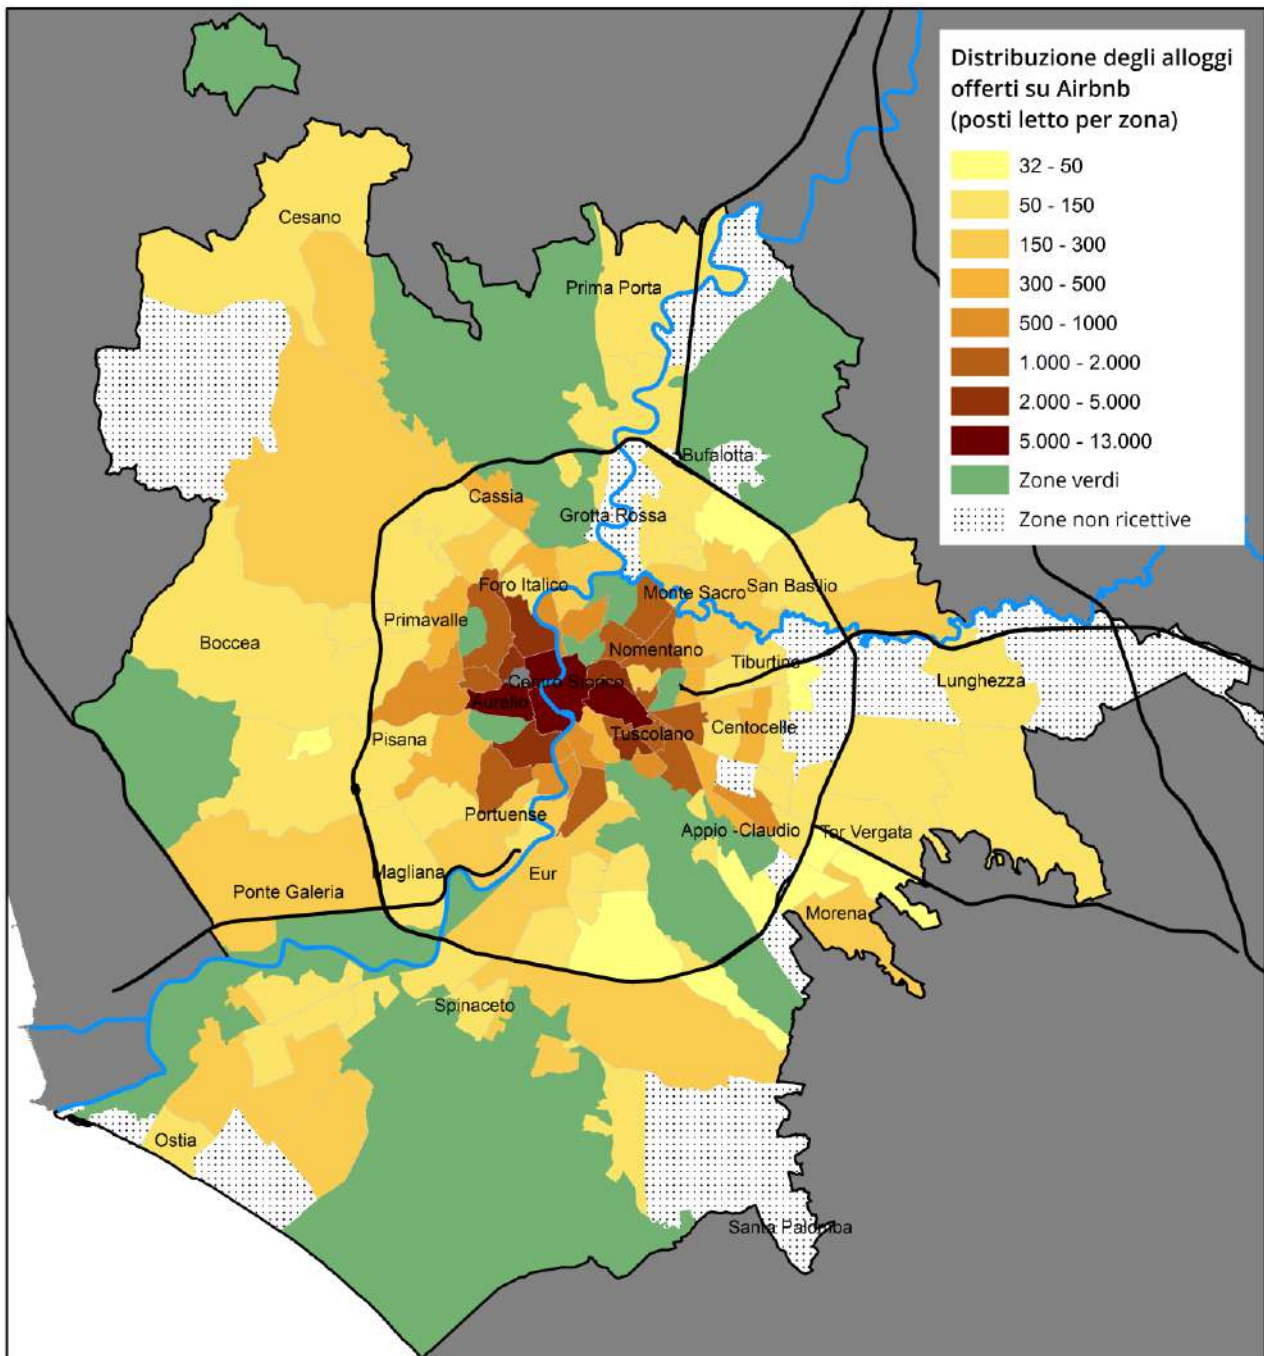 Distribuzione degli alloggi
offerti su Airbnb
(posti letto per zona)
32 - 50
50 - 150
150 - 300
300 - 500
500 - 1000
1.000 - 2.000
2.000 - 5.000
5.000 - 13.000
Zone verdi
Zone non ricettive
Cesano
Prima Porta
Bufalotta
Cassia
Grotta Rossa
Foro Italico
Monte Sacro
San Basilio
Primavalle
Boccea
Nomentano
Tiburtino
Centro Storico
Lunghezza
Aurelio
Pisana
Tuscolano
Centocelle
Portuense
Appio -Claudio
Tor Vergata
Magliana
Eur
Ponte Galeria
Morena
Spinaceto
Ostia
Santa Palomba